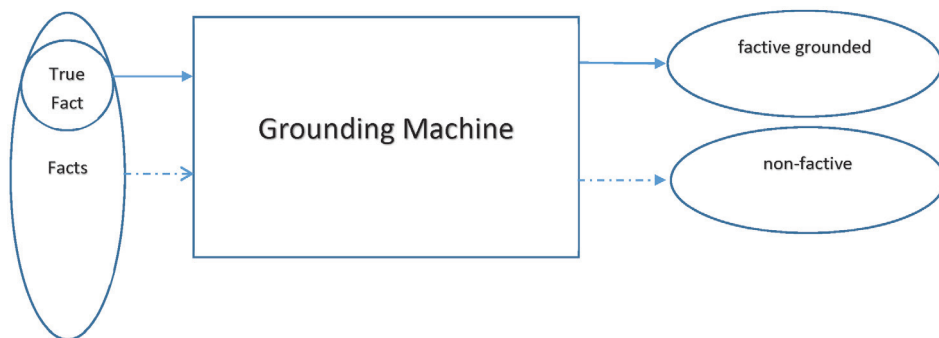 True
Fact
Facts
Grounding Machine
factive grounded
non-factive